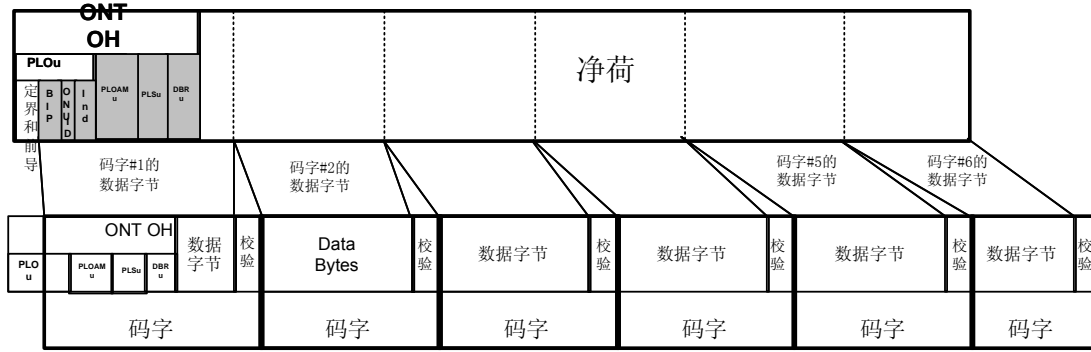 ONT
OH
净荷
PLOu
定界和前导
BIP
ONUID
Ind
PLOAM
u
PLSu
DBR
u
码字#1的
数据字节
码字#2的
数据字节
码字#5的
数据字节
码字#6的
数据字节
ONT OH
PLO
u
PLOAM
u
PLSu
DBR
u
数据
字节
校验
Data
Bytes
校验
数据字节
校验
数据字节
校验
数据字节
校验
数据字节
校验
码字
码字
码字
码字
码字
码字